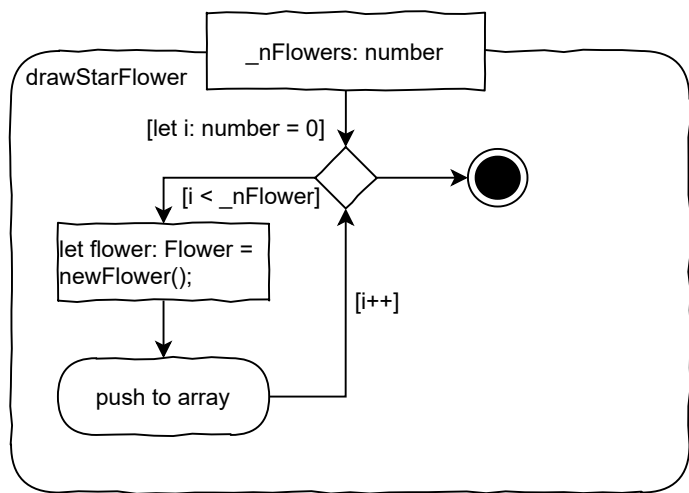 _nFlowers: number
drawStarFlower
[let i: number = 0]
[i < _nFlower]
let flower: Flower =
newFlower();
[i++]
push to array